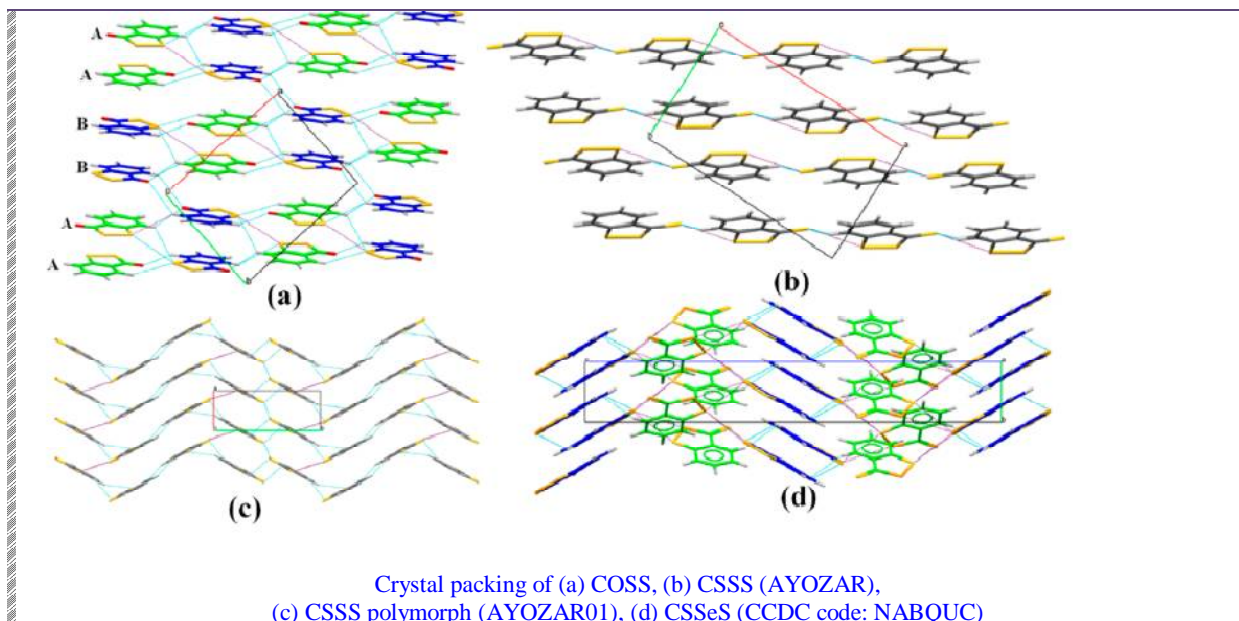 A
A
B
B
A
A
(a)
(b)
(c)
(d)
Crystal packing of (a) COSS, (b) CSSS (AYOZAR),
(c) CSSS polymorph (AYOZAR01), (d) CSSeS (CCDC code: NABQUC)